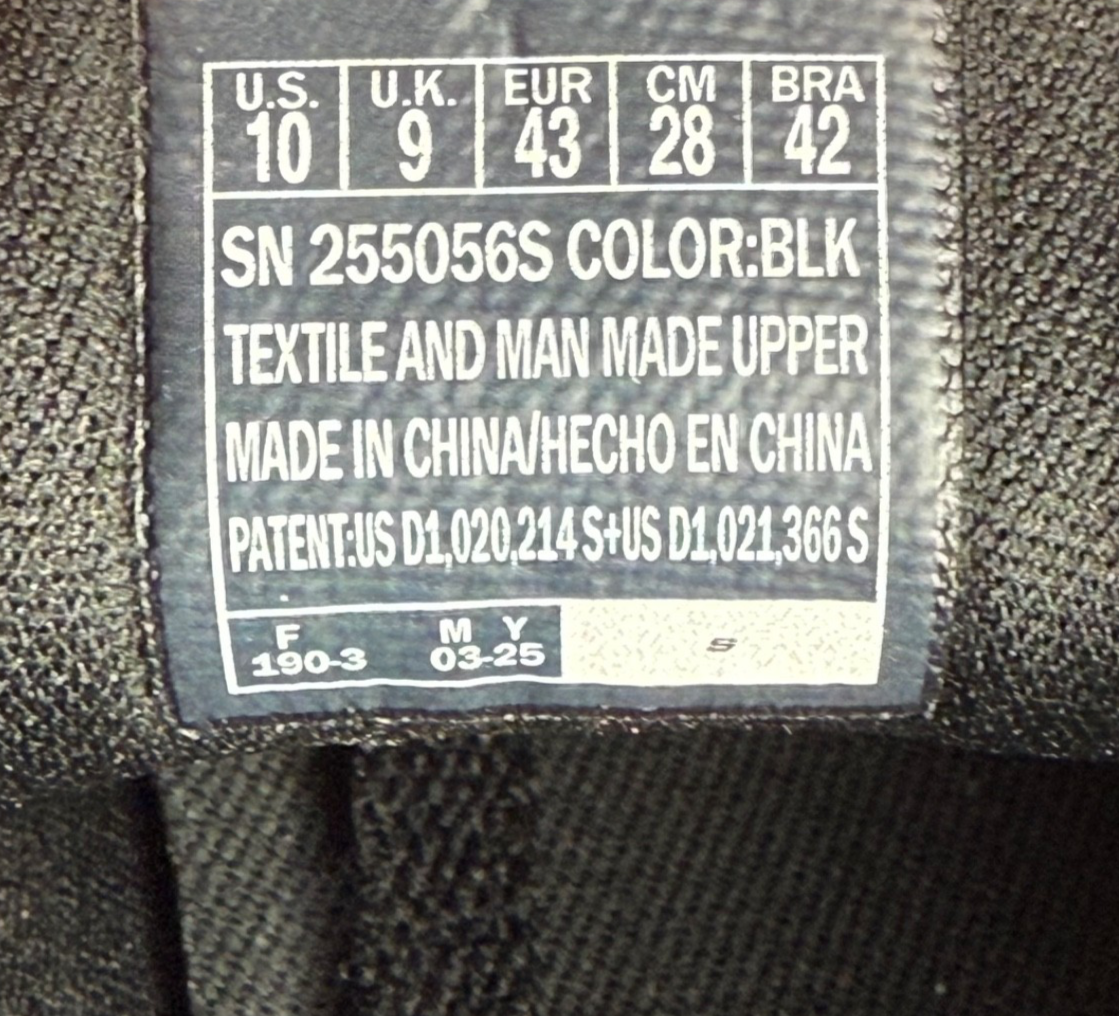 U.S. U.K. EUR CM BRA
10 9 43 28 42
SN 255056S COLOR:BLK
TEXTILE AND MAN MADE UPPER
MADE IN CHINA/HECHO EN CHINA
PATENT:US D1,020,214 S+US D1,021,366 S
F M Y
190-3 03-25
S